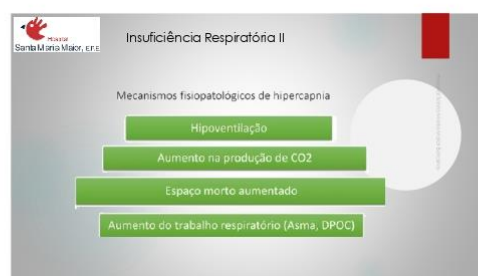 Hospital
Santa Maria Maior, E.P.E.
Insuficiência Respiratória II
Mecanismos fisiopatológicos de hipercapnia
Hipoventilação
Aumento na produção de CO2
Espaço morto aumentado
Aumento do trabalho respiratório (Asma, DPOC)